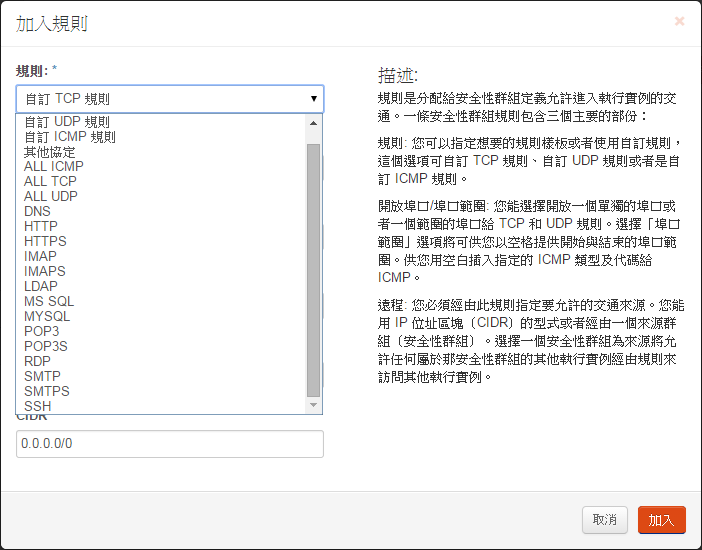 加入規則
×
規則: *
自訂 TCP 規則
自訂 UDP 規則
自訂 ICMP 規則
其他協定
ALL ICMP
ALL TCP
ALL UDP
DNS
HTTP
HTTPS
IMAP
IMAPS
LDAP
MS SQL
MYSQL
POP3
POP3S
RDP
SMTP
SMTPS
SSH
CIDR
0.0.0.0/0
描述:
規則是分配給安全性群組定義允許進入執行實例的交
通。一條安全性群組規則包含三個主要的部份：
規則: 您可以指定想要的規則樣板或者使用自訂規則，
這個選項可自訂 TCP 規則、自訂 UDP 規則或者是自
訂 ICMP 規則。
開放埠口/埠口範圍: 您能選擇開放一個單獨的埠口或
者一個範圍的埠口給 TCP 和 UDP 規則。選擇「埠口
範圍」選項將可供您以空格提供開始與結束的埠口範
圍。供您用空白插入指定的 ICMP 類型及代碼給
ICMP。
遠程: 您必須經由此規則指定要允許的交通來源。您能
用 IP 位址區塊（CIDR）的型式或者經由一個來源群
組（安全性群組）。選擇一個安全性群組為來源將允
許任何屬於那安全性群組的其他執行實例經由規則來
訪問其他執行實例。
取消
加入